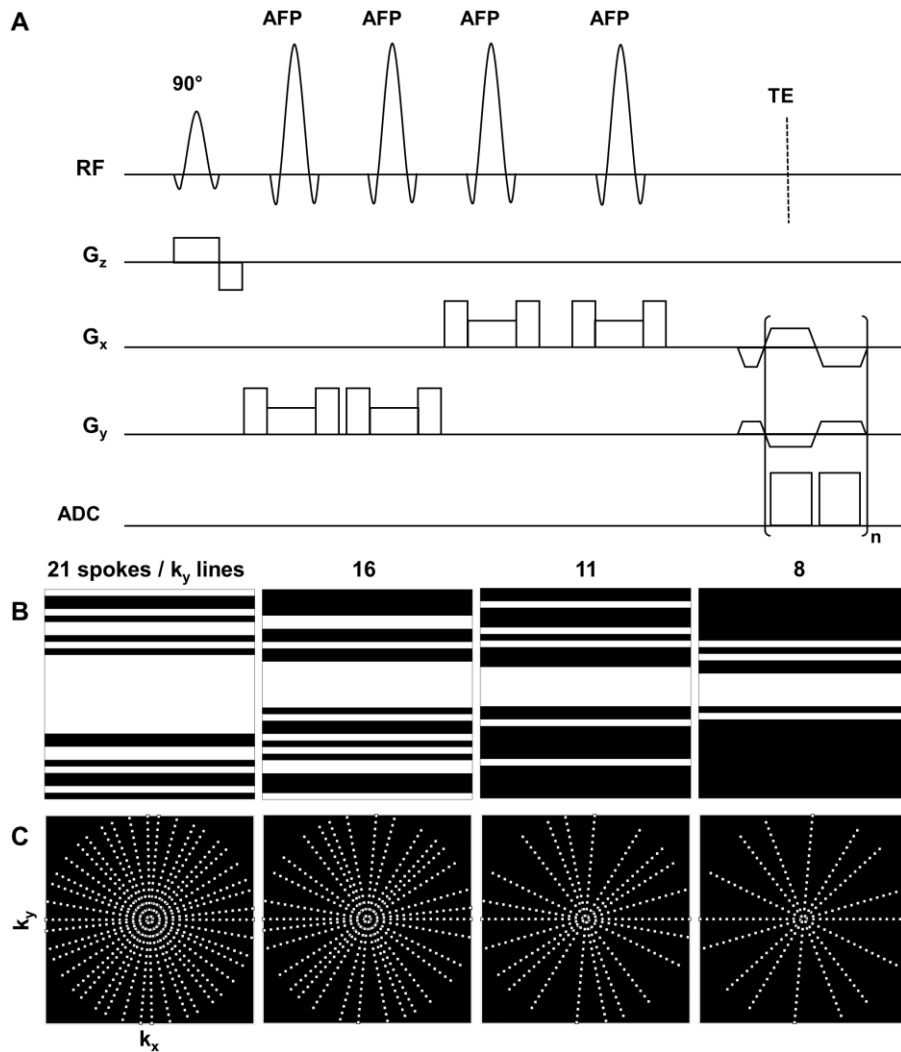 A
AFP AFP AFP AFP
90°
TE
RF
Gz
Gx
Gy
ADC
n
21 spokes / ky lines 16 11 8
B
C
ky
kx